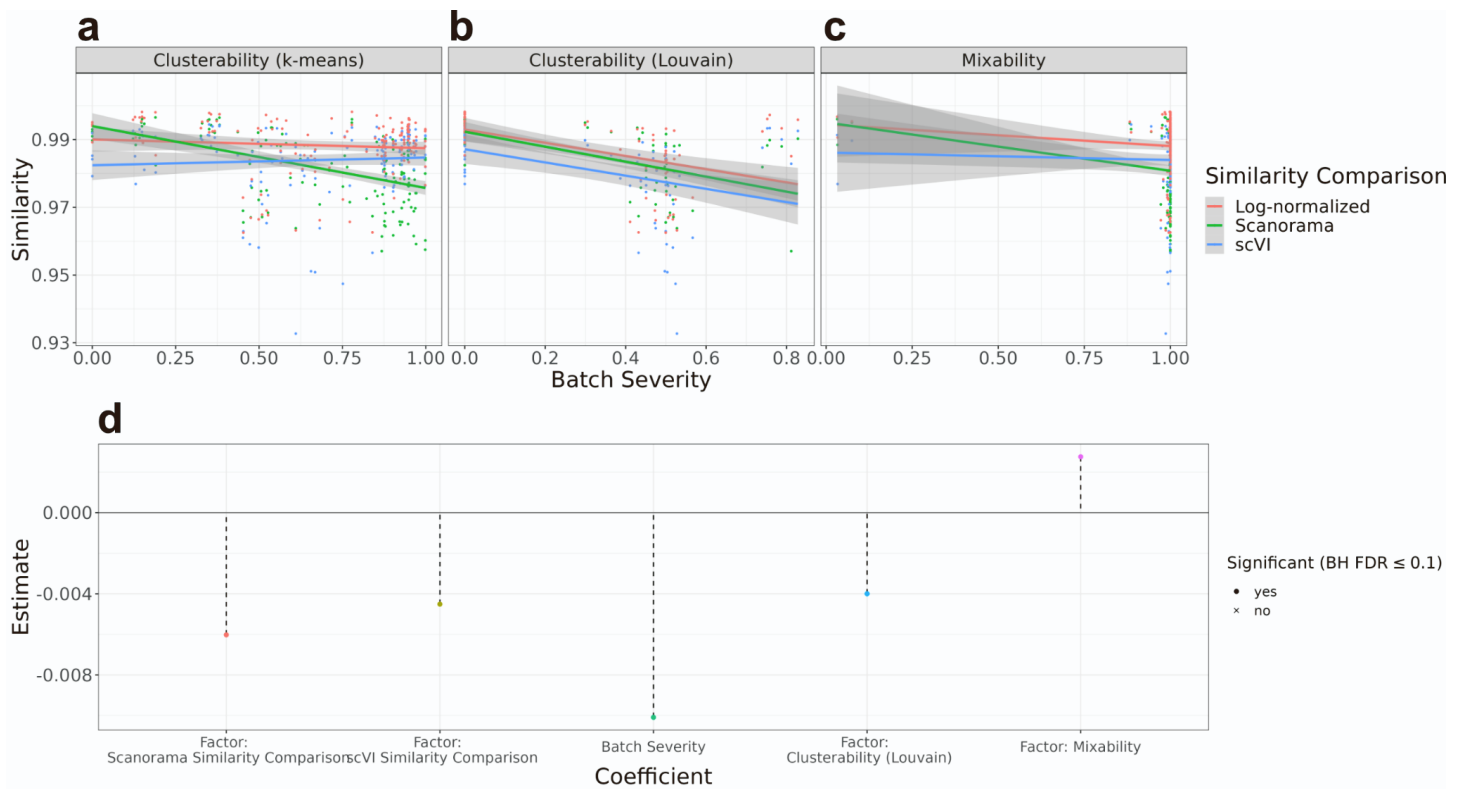 a
b
c
Clusterability (k-means)
Clusterability (Louvain)
Mixability
Similarity
0.99
0.97
0.95
0.93
0.00
0.25
0.50
0.75
1.00
0.0
0.2
0.4
0.6
0.8
0.00
0.25
0.50
0.75
1.00
Batch Severity
Similarity Comparison
Log-normalized
Scanorama
scVI
d
Estimate
0.000
-0.004
-0.008
Factor:
Scanorama Similarity Comparison
Factor:
scVI Similarity Comparison
Batch Severity
Factor:
Clusterability (Louvain)
Factor: Mixability
Coefficient
Significant (BH FDR ≤ 0.1)
yes
no